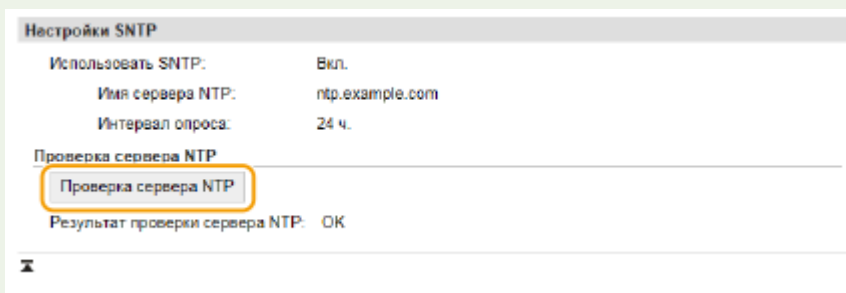 Настройки SNTP
Использовать SNTP: Вкл.
Имя сервера NTP: ntp.example.com
Интервал опроса: 24 ч.
Проверка сервера NTP
Проверка сервера NTP
Результат проверки сервера NTP: OK